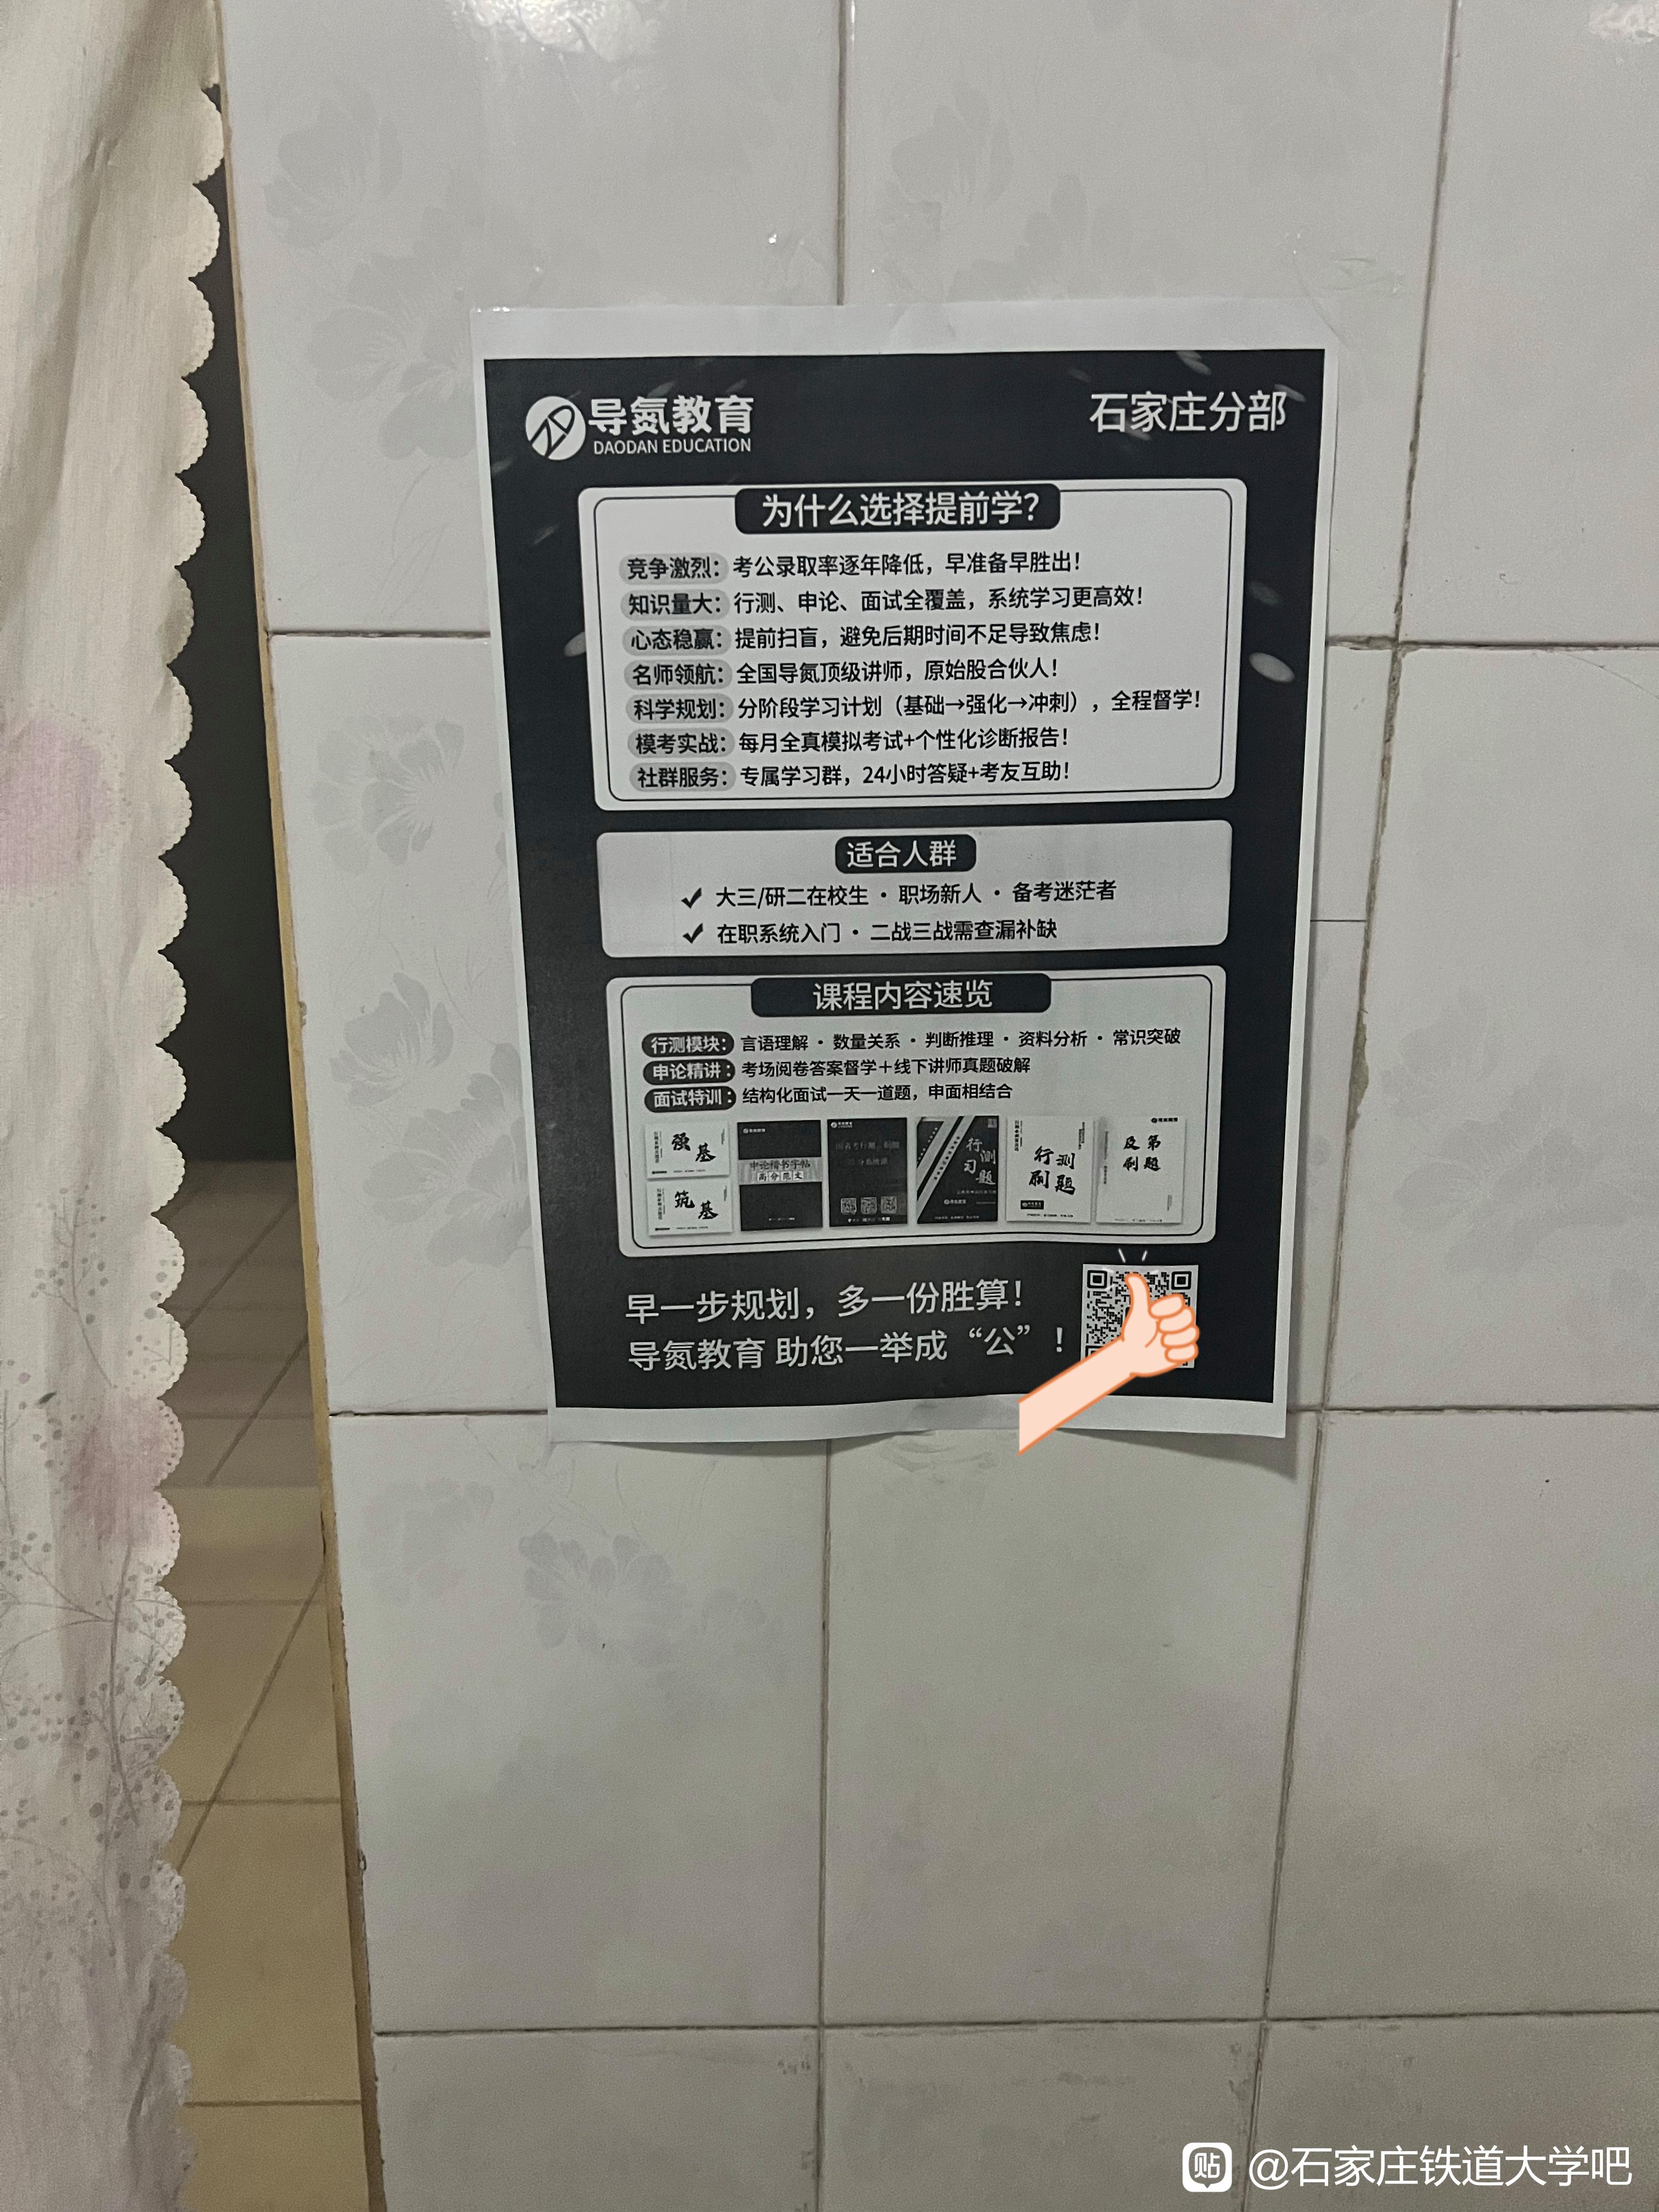 导氮教育
DAODAN EDUCATION
石家庄分部
为什么选择提前学?
竞争激烈：考公录取率逐年降低，早准备早胜出！
知识量大：行测、申论、面试全覆盖，系统学习更高效！
心态稳赢：提前扫盲，避免后期时间不足导致焦虑！
名师领航：全国导氮顶级讲师，原始股合伙人！
科学规划：分阶段学习计划（基础→强化→冲刺），全程督学！
模考实战：每月全真模拟考试+个性化诊断报告！
社群服务：专属学习群，24小时答疑+考友互助！
适合人群
✓ 大三/研二在校生 · 职场新人 · 备考迷茫者
✓ 在职系统入门 · 二战三战需查漏补缺
课程内容速览
行测模块：言语理解 · 数量关系 · 判断推理 · 资料分析 · 常识突破
申论精讲：考场阅卷答案督学＋线下讲师真题破解
面试特训：结构化面试一天一道题，申面相结合
强基
筑基
申论楷书字帖
高分范文
行测
习题
行测
刷题
及第
刷题
早一步规划，多一份胜算！
导氮教育 助您一举成“公”！
贴 @石家庄铁道大学吧